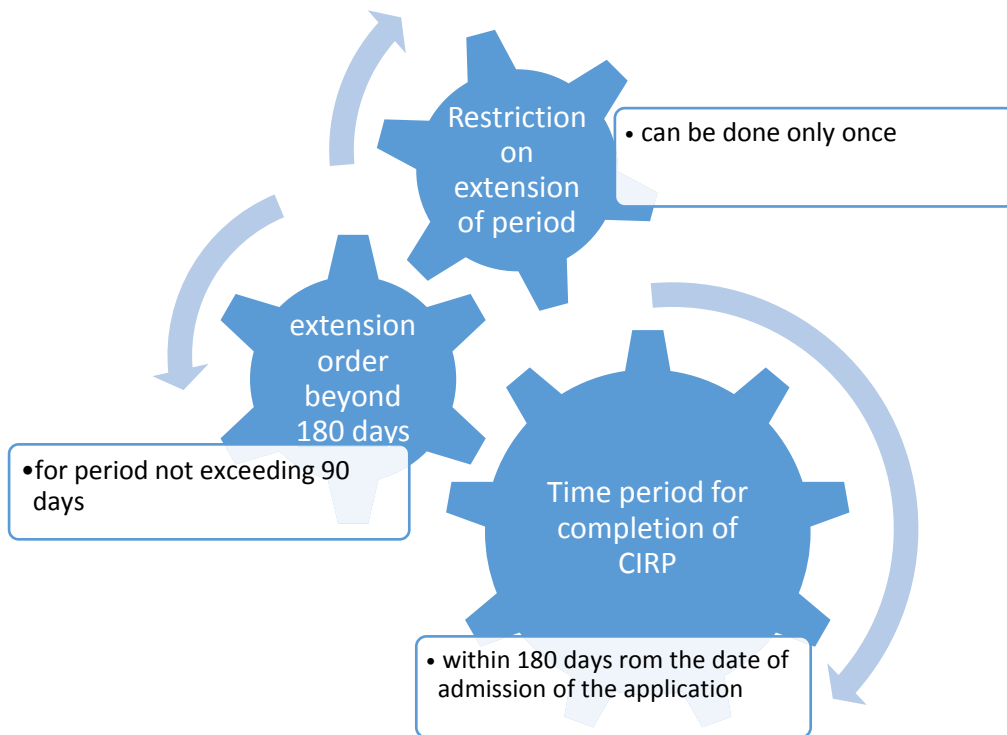 Restriction
on
extension
of period
• can be done only once
extension
order
beyond
180 days
•for period not exceeding 90
days
Time period for
completion of
CIRP
• within 180 days rom the date of
admission of the application